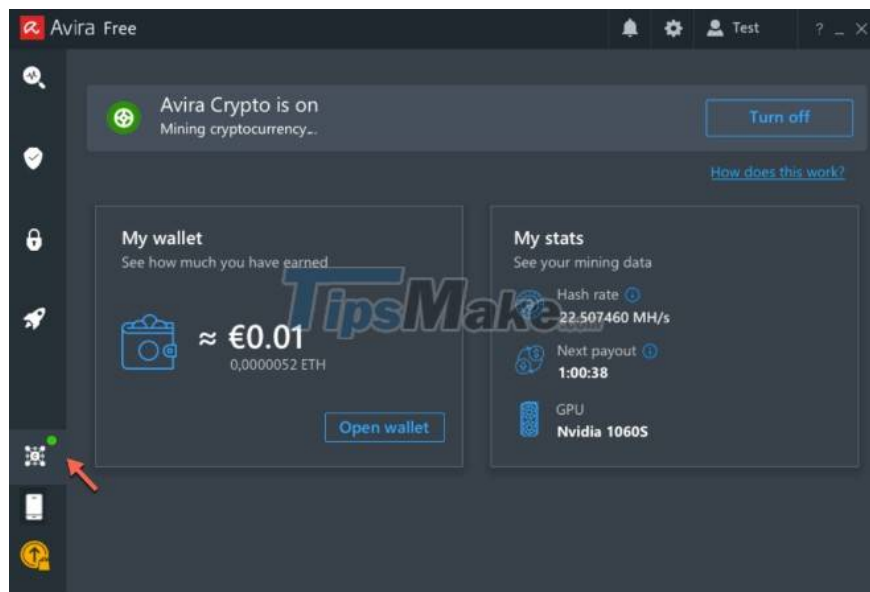 Avira Free
Test
?
Avira Crypto is on
Mining cryptocurrency...
Turn off
How does this work?
My wallet
See how much you have earned
≈ €0.01
0,0000052 ETH
Open wallet
My stats
See your mining data
Hash rate
22.507460 MH/s
Next payout
1:00:38
GPU
Nvidia 1060S
TipsMake.com